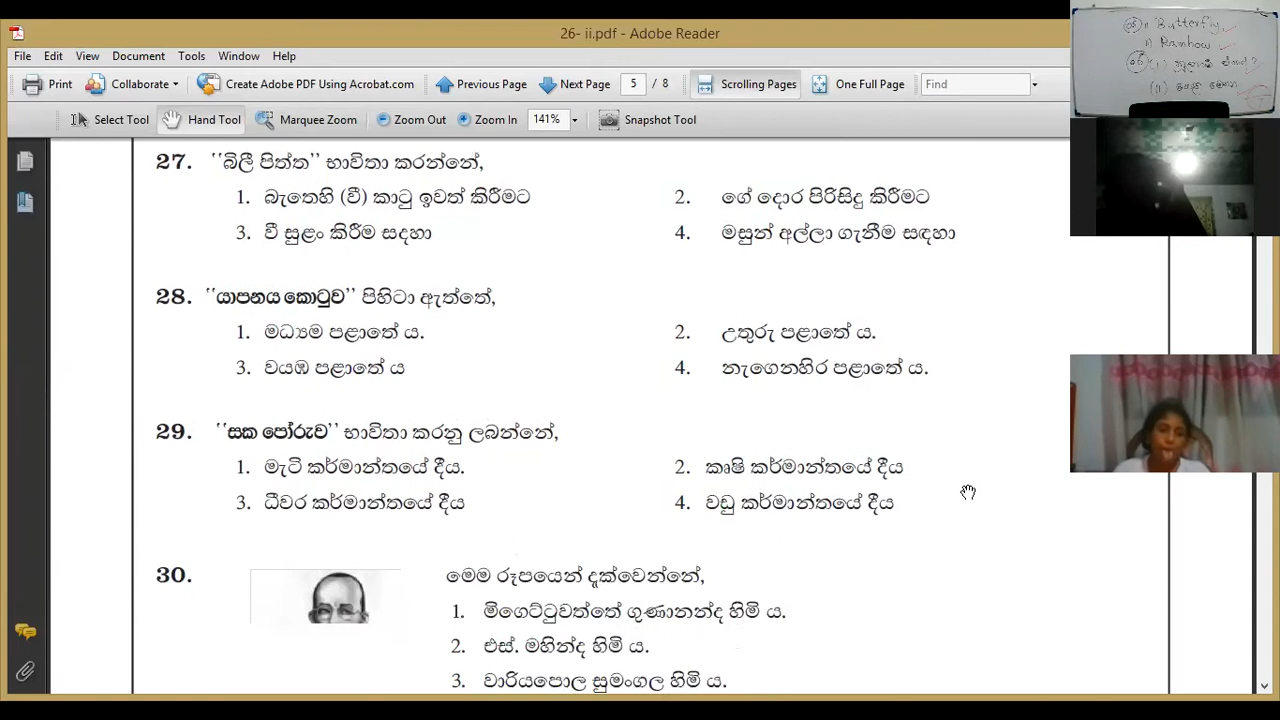 26- ii.pdf - Adobe Reader
File Edit View Document Tools Window Help
Print Collaborate Create Adobe PDF Using Acrobat.com Previous Page Next Page 5 / 8 Scrolling Pages One Full Page Find
Select Tool Hand Tool Marquee Zoom Zoom Out Zoom In 141% Snapshot Tool
Butterfly
27. "බිලී පිත්ත" භාවිතා කරන්නේ,
1. බැතෙහි (වී) කාටු ඉවත් කිරීමට 2. ගේ දොර පිරිසිදු කිරීමට
3. වී සුළං කිරීම සදහා 4. මසුන් අල්ලා ගැනීම සඳහා
28. "යාපනය කොටුව" පිහිටා ඇත්තේ,
1. මධ්‍යම පළාතේ ය. 2. උතුරු පළාතේ ය.
3. වයඹ පළාතේ ය 4. නැගෙනහිර පළාතේ ය.
29. "සක පෝරුව" භාවිතා කරනු ලබන්නේ,
1. මැටි කර්මාන්තයේ දීය. 2. කෘෂි කර්මාන්තයේ දීය
3. ධීවර කර්මාන්තයේ දීය 4. වඩු කර්මාන්තයේ දීය
30. මෙම රූපයෙන් දැක්වෙන්නේ,
1. මිගෙට්ටුවත්තේ ගුණානන්ද හිමි ය.
2. එස්. මහින්ද හිමි ය.
3. වාරියපොල සුමංගල හිමි ය.